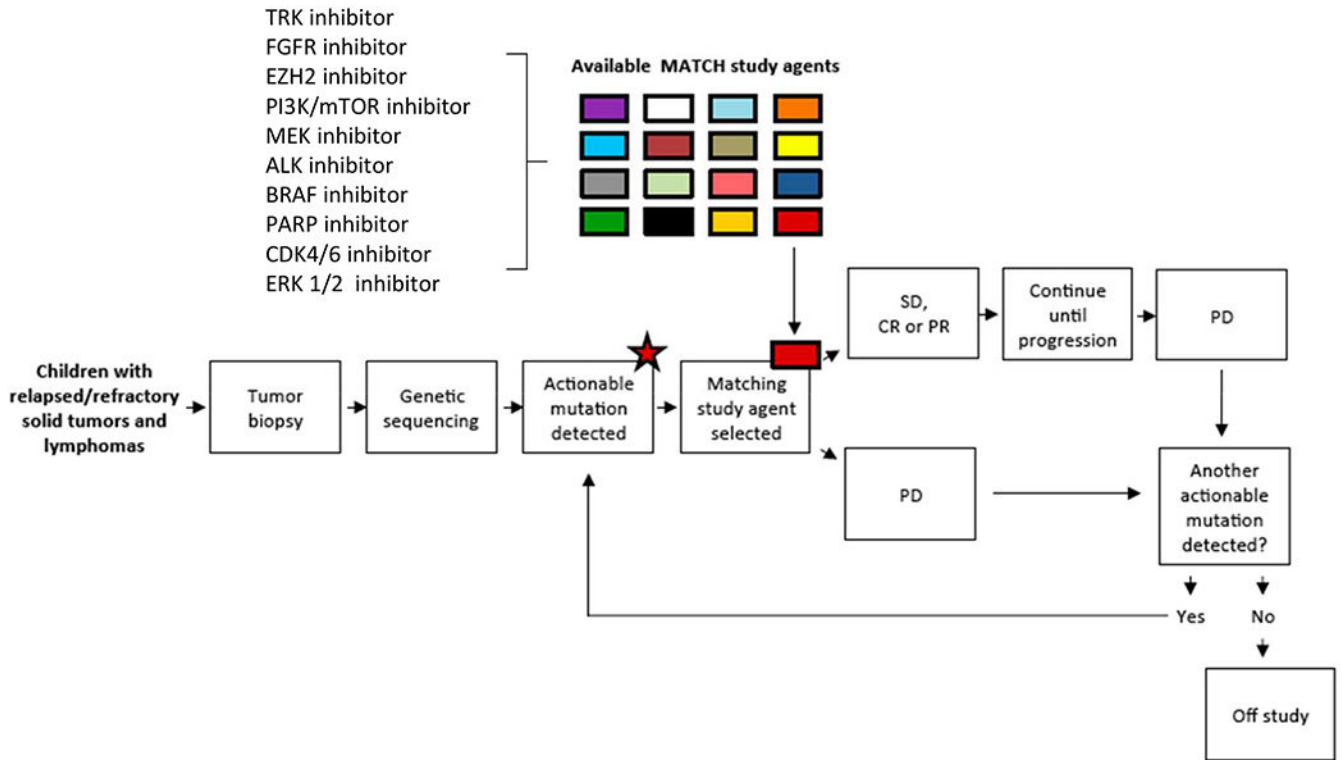 TRK inhibitor
FGFR inhibitor
EZH2 inhibitor
PI3K/mTOR inhibitor
MEK inhibitor
ALK inhibitor
BRAF inhibitor
PARP inhibitor
CDK4/6 inhibitor
ERK 1/2 inhibitor
Available MATCH study agents
Children with
relapsed/refractory
solid tumors and
lymphomas
Tumor
biopsy
Genetic
sequencing
Actionable
mutation
detected
Matching
study agent
selected
SD,
CR or PR
Continue
until
progression
PD
PD
Another
actionable
mutation
detected?
Yes
No
Off study